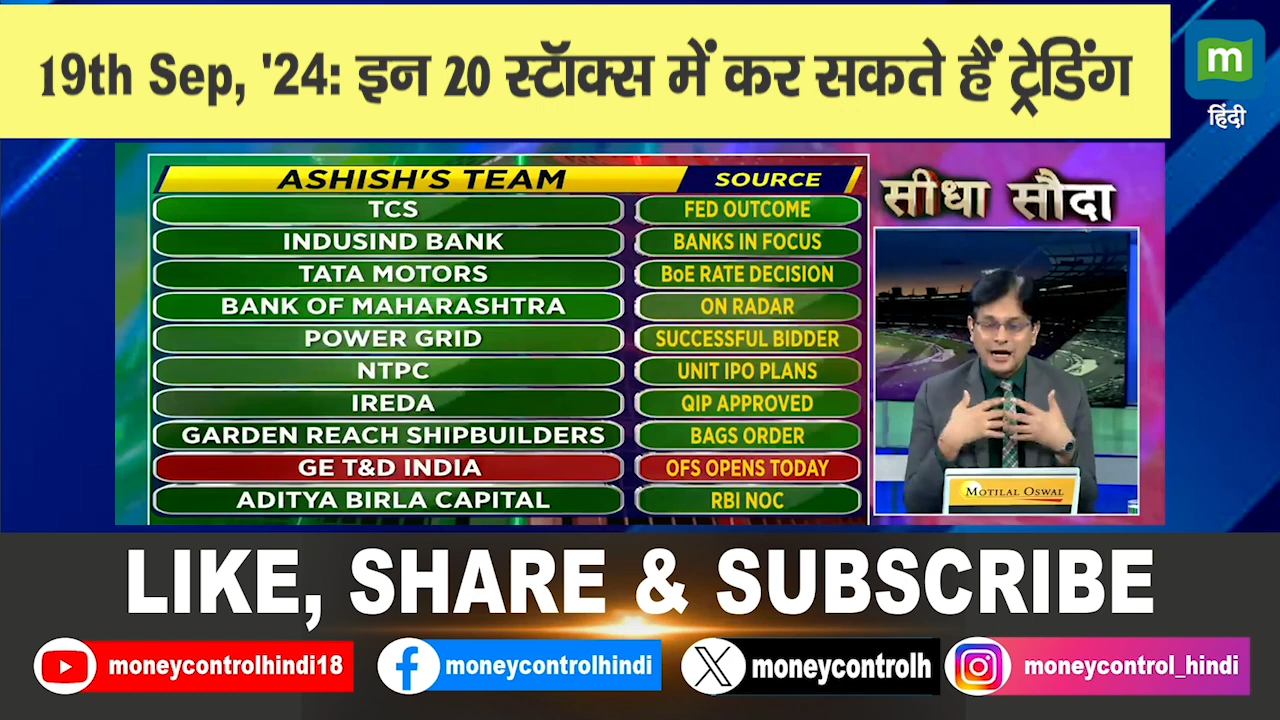 19th Sep, '24: इन 20 स्टॉक्स में कर सकते हैं ट्रेडिंग
m
हिंदी
ASHISH'S TEAM SOURCE
TCS FED OUTCOME
INDUSIND BANK BANKS IN FOCUS
TATA MOTORS BoE RATE DECISION
BANK OF MAHARASHTRA ON RADAR
POWER GRID SUCCESSFUL BIDDER
NTPC UNIT IPO PLANS
IREDA QIP APPROVED
GARDEN REACH SHIPBUILDERS BAGS ORDER
GE T&D INDIA OFS OPENS TODAY
ADITYA BIRLA CAPITAL RBI NOC
सीधा सौदा
MOTILAL OSWAL
LIKE, SHARE & SUBSCRIBE
moneycontrolhindi18 moneycontrolhindi moneycontrolh moneycontrol_hindi